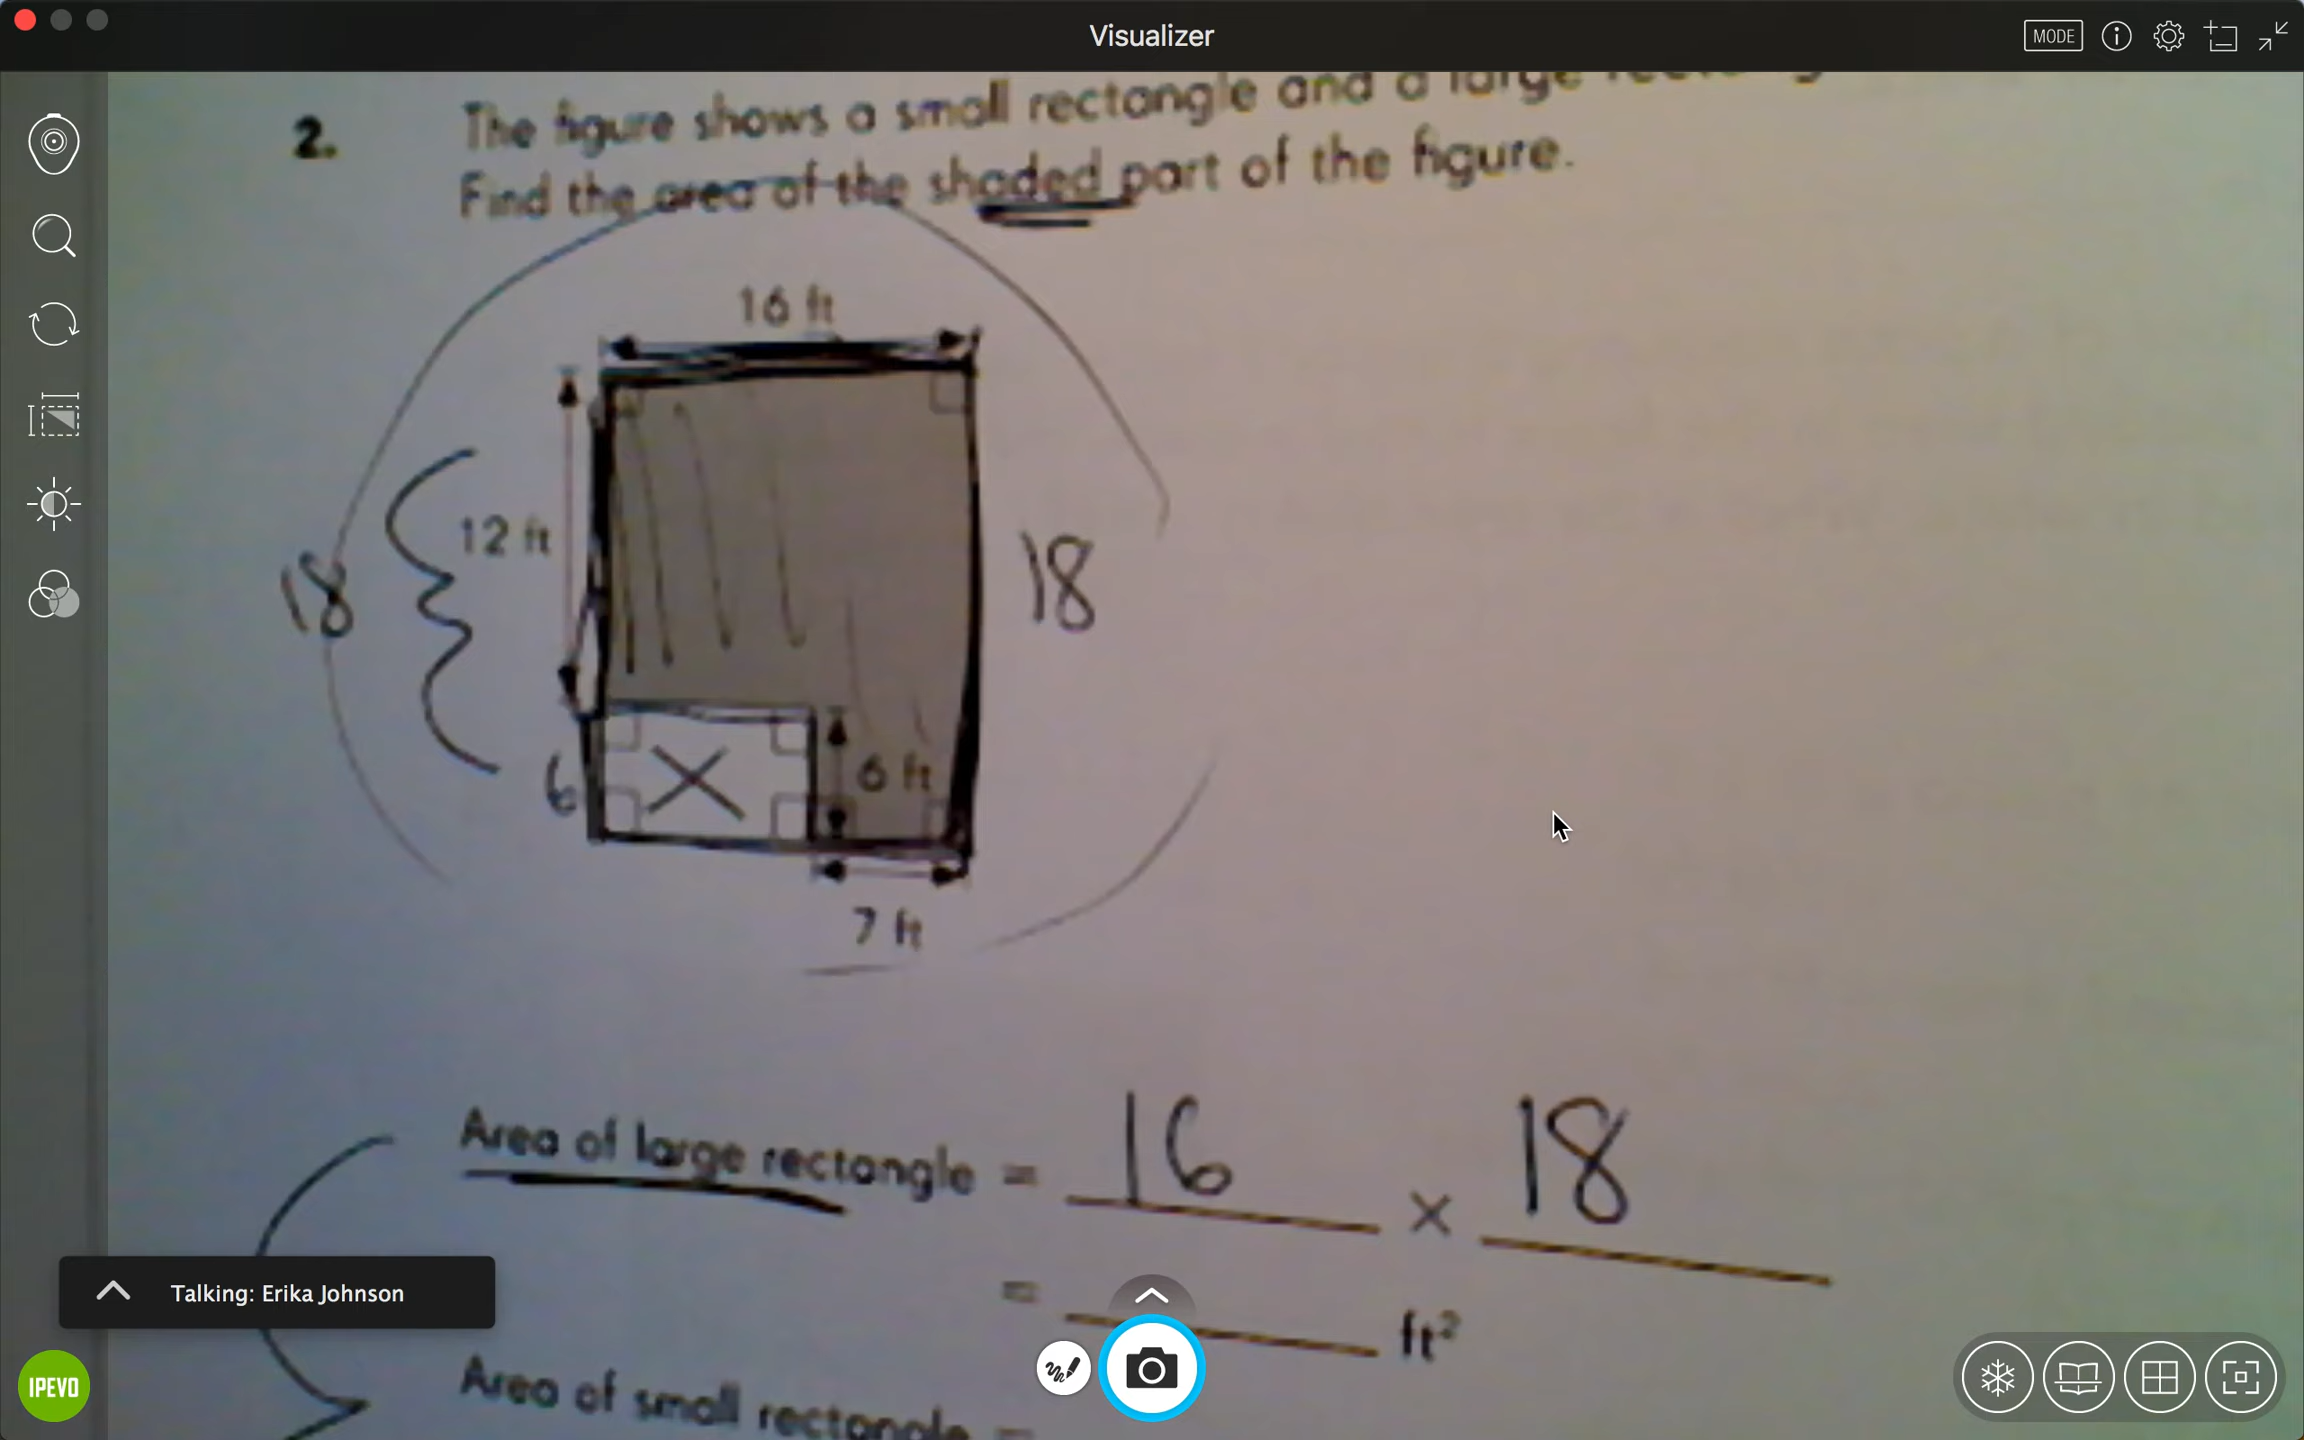 Visualizer
MODE
2. The figure shows a small rectangle and a large
Find the area of the shaded part of the figure.
16 ft
12 ft
18
18
6
6 ft
7 ft
Area of large rectangle = 16 × 18
= ft²
Talking: Erika Johnson
Area of small rectangle =
IPEVO